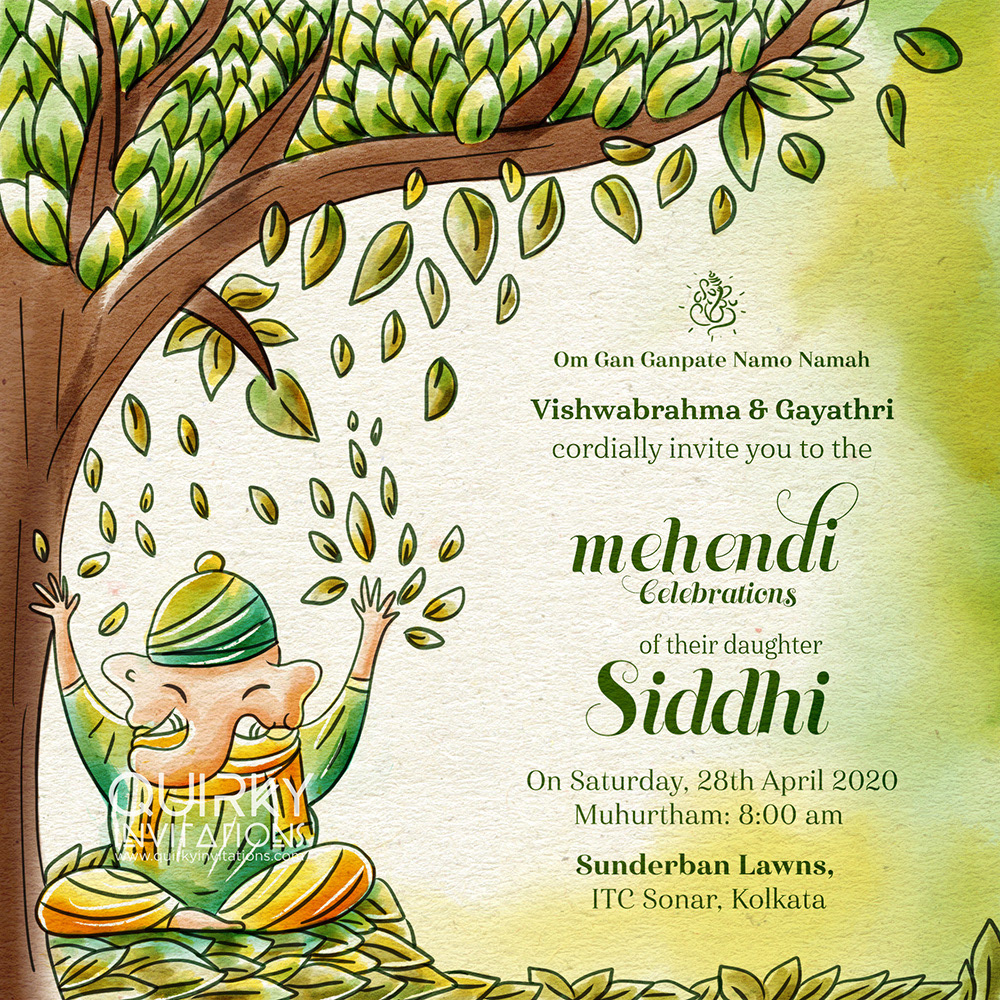 Om Gan Ganpate Namo Namah
Vishwabrahma & Gayathri
cordially invite you to the
mehendi
Celebrations
of their daughter
Siddhi
On Saturday, 28th April 2020
Muhurtham: 8:00 am
Sunderban Lawns,
ITC Sonar, Kolkata
QUIRKY
INVITATIONS
www.quirkyinvitations.com